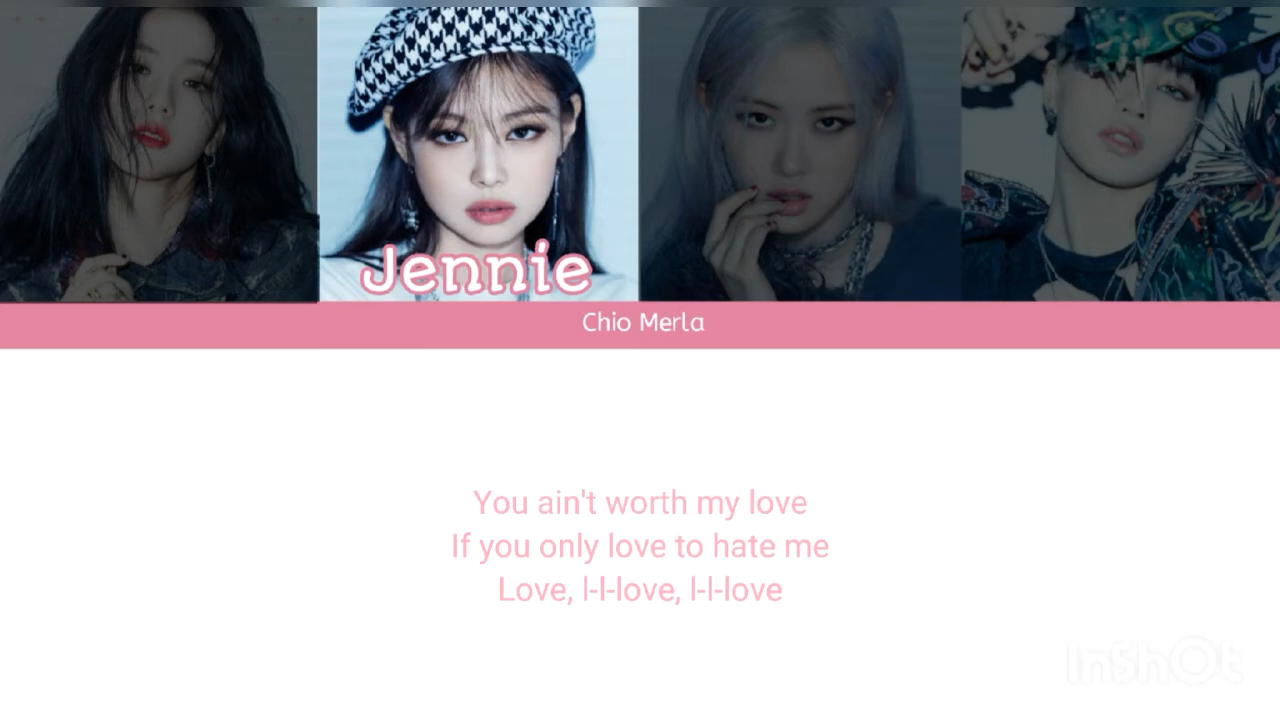 Jennie
Chio Merla
You ain't worth my love
If you only love to hate me
Love, l-l-love, l-l-love
InShOt